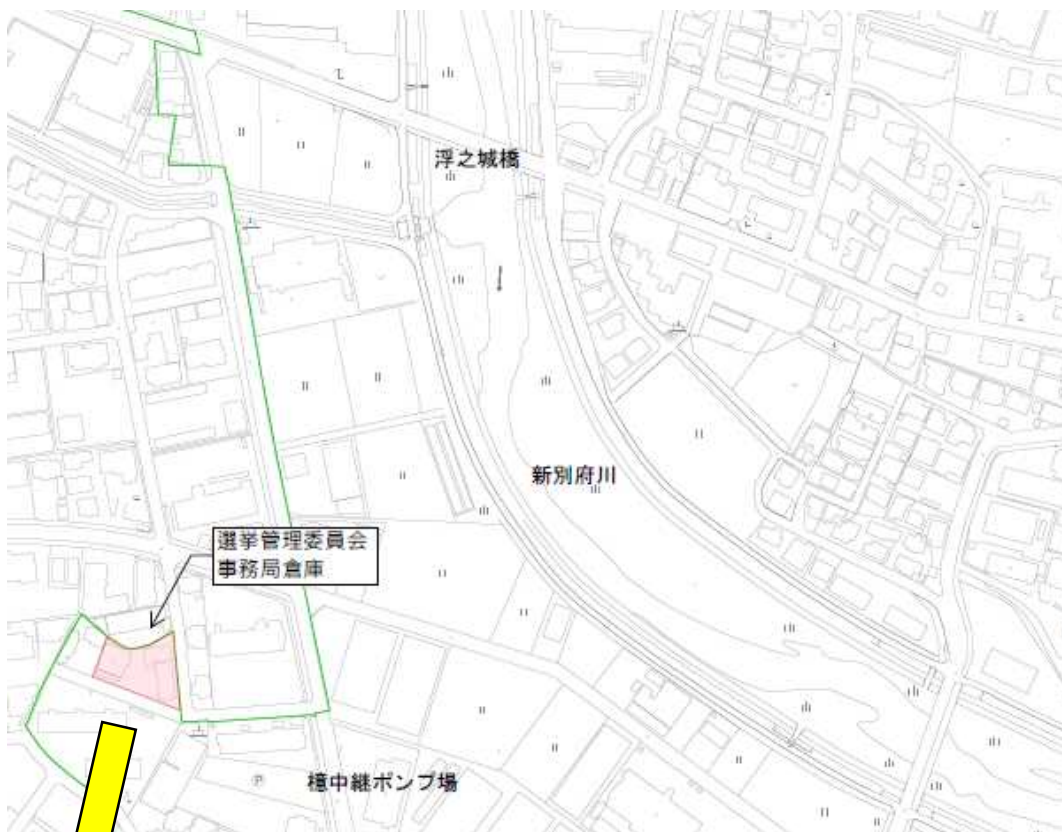 浮之城橋
新別府川
選挙管理委員会
事務局倉庫
檍中継ポンプ場
P